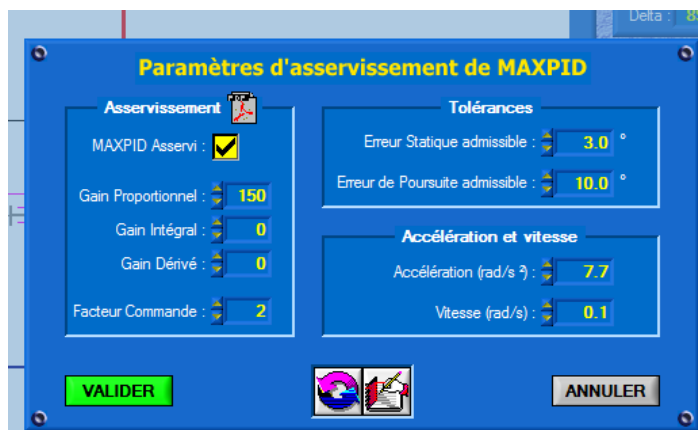 Delta :
Paramètres d'asservissement de MAXPID
Asservissement
MAXPID Asservi :
Gain Proportionnel : 150
Gain Intégral : 0
Gain Dérivé : 0
Facteur Commande : 2
Tolérances
Erreur Statique admissible : 3.0 °
Erreur de Poursuite admissible : 10.0 °
Accélération et vitesse
Accélération (rad/s ²) : 7.7
Vitesse (rad/s) : 0.1
VALIDER
ANNULER